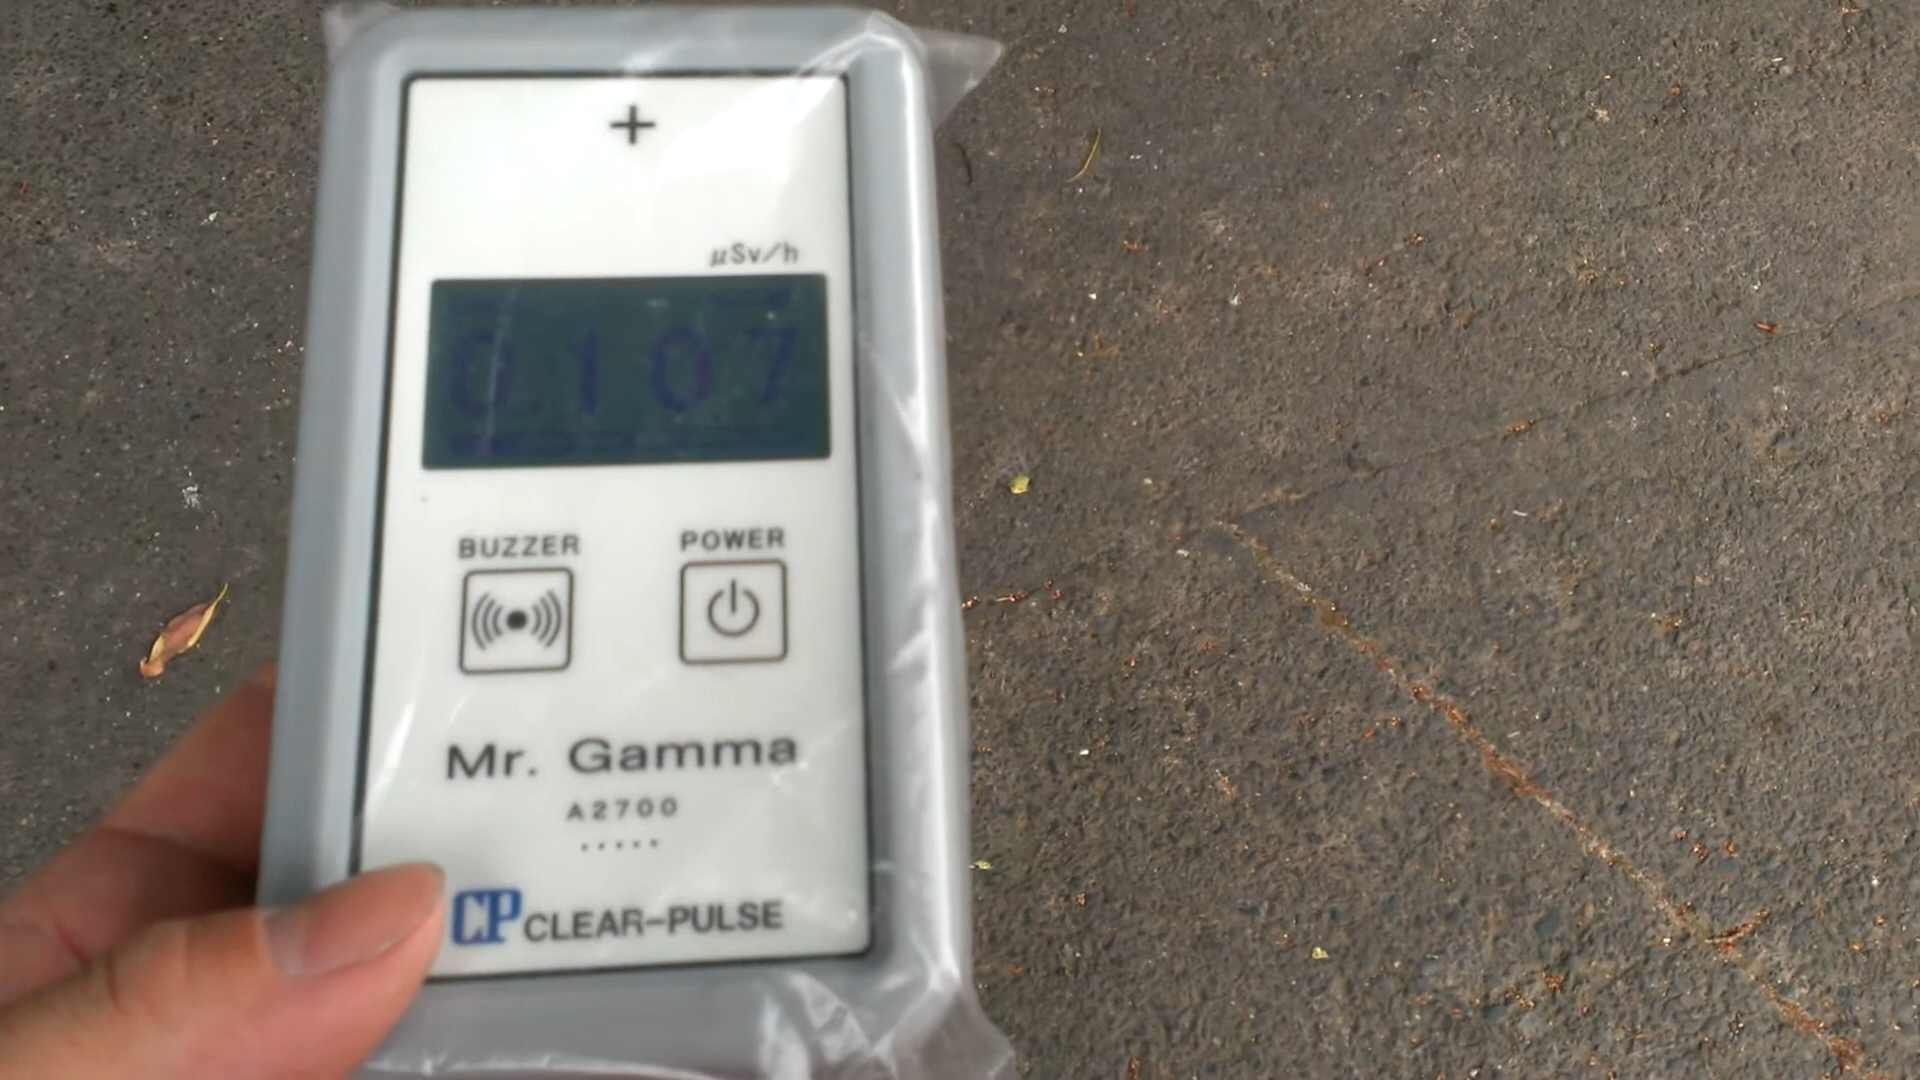 +
μSv/h
0.107
BUZZER
POWER
Mr. Gamma
A2700
CP CLEAR-PULSE